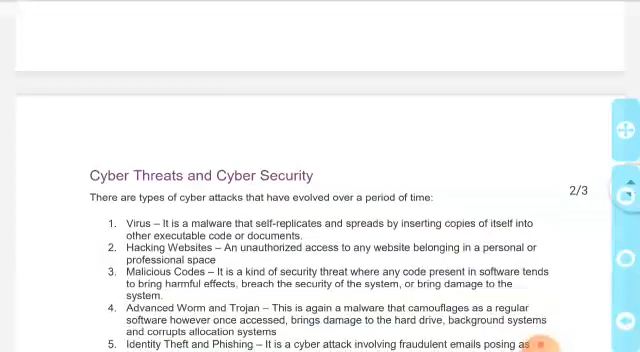 Cyber Threats and Cyber Security
There are types of cyber attacks that have evolved over a period of time:
2/3
1. Virus – It is a malware that self-replicates and spreads by inserting copies of itself into
other executable code or documents.
2. Hacking Websites – An unauthorized access to any website belonging in a personal or
professional space
3. Malicious Codes – It is a kind of security threat where any code present in software tends
to bring harmful effects, breach the security of the system, or bring damage to the
system.
4. Advanced Worm and Trojan – This is again a malware that camouflages as a regular
software however once accessed, brings damage to the hard drive, background systems
and corrupts allocation systems
5. Identity Theft and Phishing – It is a cyber attack involving fraudulent emails posing as